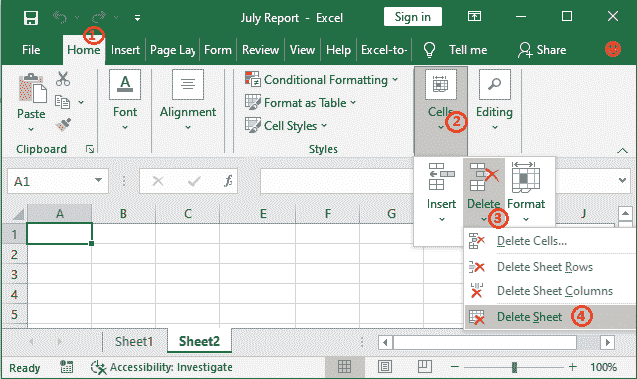 July Report - Excel
Sign in
1
File Home Insert Page Lay Form Review View Help Excel-to- Tell me Share
Paste
Font
Alignment
Conditional Formatting
Format as Table
Cell Styles
Cells
2
Editing
Clipboard
Styles
A1
fx
Insert Delete Format
3
A B C E F G J
1
2
3
4
5
Delete Cells...
Delete Sheet Rows
Delete Sheet Columns
Delete Sheet 4
Sheet1 Sheet2
Ready Accessibility: Investigate 100%